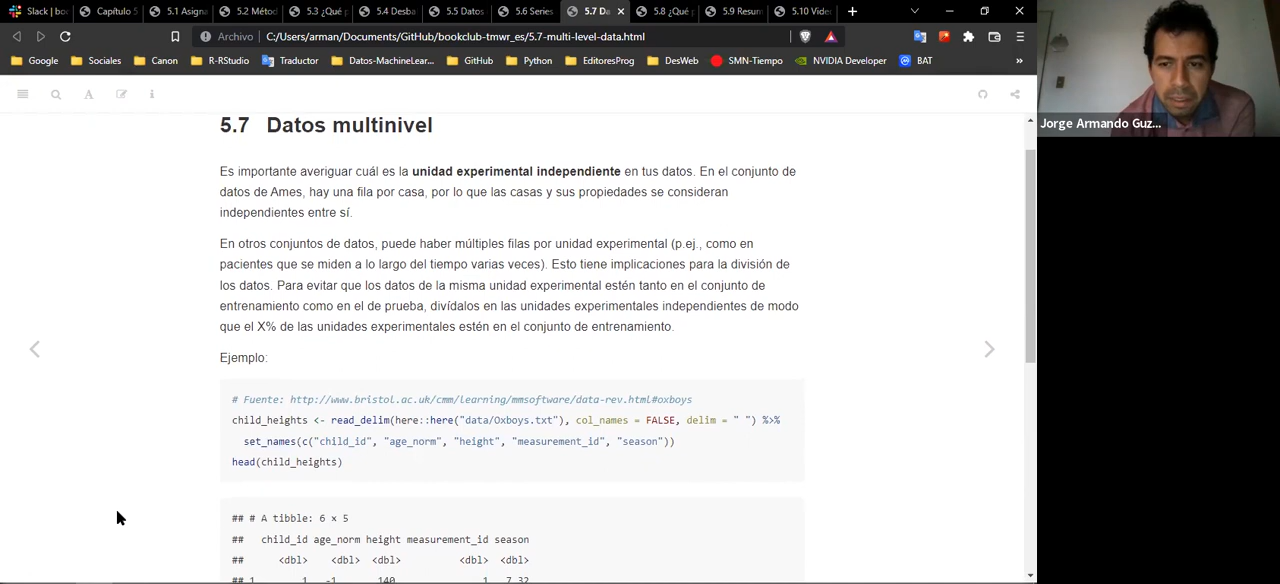 Slack | boo
Capítulo 5
5.1 Asigna
5.2 Métod
5.3 ¿Qué p
5.4 Desba
5.5 Datos
5.6 Series
5.7 Da
5.8 ¿Qué
5.9 Resum
5.10 Video
Archivo
C:/Users/arman/Documents/GitHub/bookclub-tmwr_es/5.7-multi-level-data.html
Google Sociales Canon R-RStudio Traductor Datos-MachineLear... GitHub Python EditoresProg DesWeb SMN-Tiempo NVIDIA Developer BAT »
5.7 Datos multinivel
Jorge Armando Guz...
Es importante averiguar cuál es la unidad experimental independiente en tus datos. En el conjunto de
datos de Ames, hay una fila por casa, por lo que las casas y sus propiedades se consideran
independientes entre sí.
En otros conjuntos de datos, puede haber múltiples filas por unidad experimental (p.ej., como en
pacientes que se miden a lo largo del tiempo varias veces). Esto tiene implicaciones para la división de
los datos. Para evitar que los datos de la misma unidad experimental estén tanto en el conjunto de
entrenamiento como en el de prueba, divídalos en las unidades experimentales independientes de modo
que el X% de las unidades experimentales estén en el conjunto de entrenamiento.
Ejemplo:
# Fuente: http://www.bristol.ac.uk/cmm/learning/mmsoftware/data-rev.html#oxboys
child_heights <- read_delim(here::here("data/Oxboys.txt"), col_names = FALSE, delim = " ") %>%
set_names(c("child_id", "age_norm", "height", "measurement_id", "season"))
head(child_heights)
## # A tibble: 6 × 5
## child_id age_norm height measurement_id season
## <dbl> <dbl> <dbl> <dbl> <dbl>
## 1 1 -1 140 1 7.32